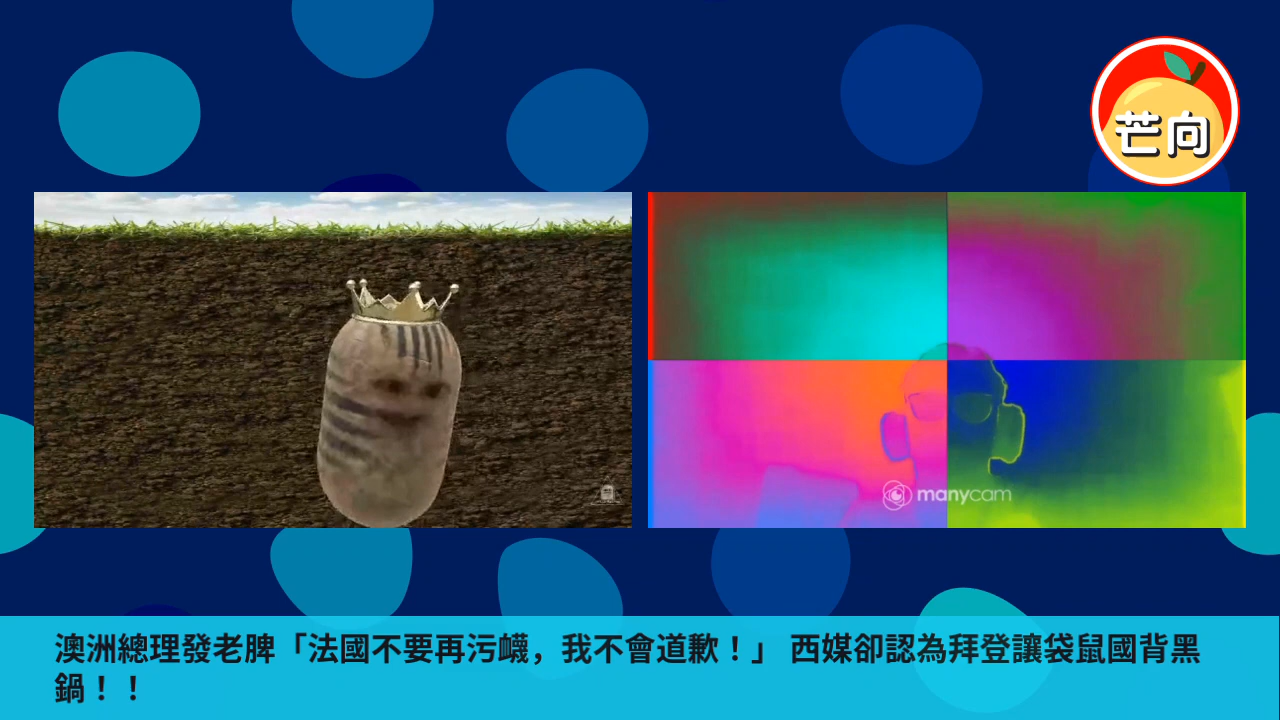 芒向
manycam
澳洲總理發老脾「法國不要再污衊，我不會道歉！」 西媒卻認為拜登讓袋鼠國背黑
鍋！！